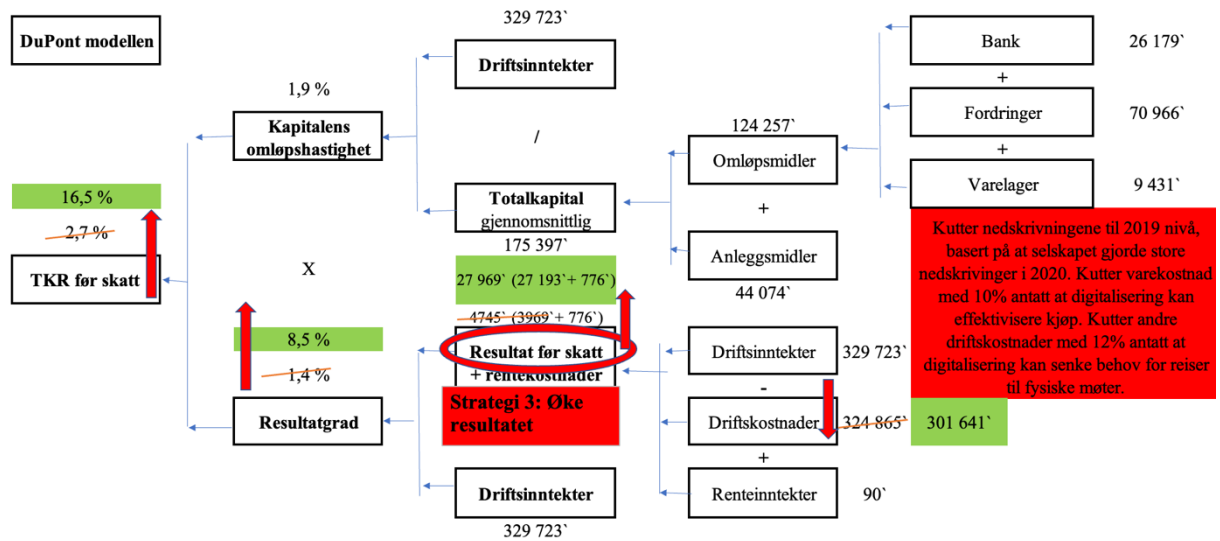 DuPont modellen
329 723`
Driftsinntekter
1,9 %
Kapitalens
omløpshastighet
/
Totalkapital
gjennomsnittlig
175 397`
124 257`
Omløpsmidler
+
Anleggsmidler
44 074`
Bank
26 179`
+
Fordringer
70 966`
+
Varelager
9 431`
16,5 %
2,7 %
TKR før skatt
X
27 969` (27 193`+ 776`)
4745` (3969`+ 776`)
Resultat før skatt
+ rentekostnader
Strategi 3: Øke
resultatet
8,5 %
1,4 %
Resultatgrad
Driftsinntekter
329 723`
Driftsinntekter
329 723`
-
Driftskostnader
324 865`
301 641`
+
Renteinntekter
90`
Kutter nedskrivningene til 2019 nivå,
basert på at selskapet gjorde store
nedskrivinger i 2020. Kutter varekostnad
med 10% antatt at digitalisering kan
effektivisere kjøp. Kutter andre
driftskostnader med 12% antatt at
digitalisering kan senke behov for reiser
til fysiske møter.